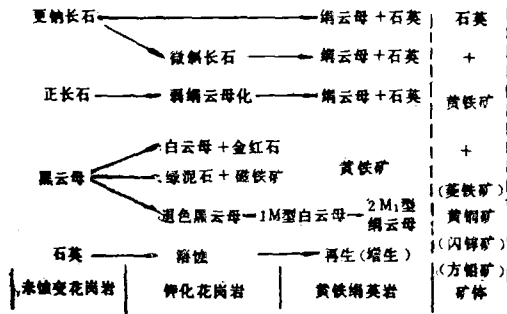 更钠长石 绢云母+石英 石英
微斜长石 绢云母+石英 +
正长石 弱绢云母化 绢云母+石英 黄铁矿
白云母+金红石 +
黑云母 绿泥石+磁铁矿 黄铁矿 (菱铁矿)
退色黑云母 1M型白云母 2M₁型绢云母 黄铜矿
(闪锌矿)
石英 溶蚀 再生(增生) (方铅矿)
未蚀变花岗岩 钾化花岗岩 黄铁绢英岩 矿体